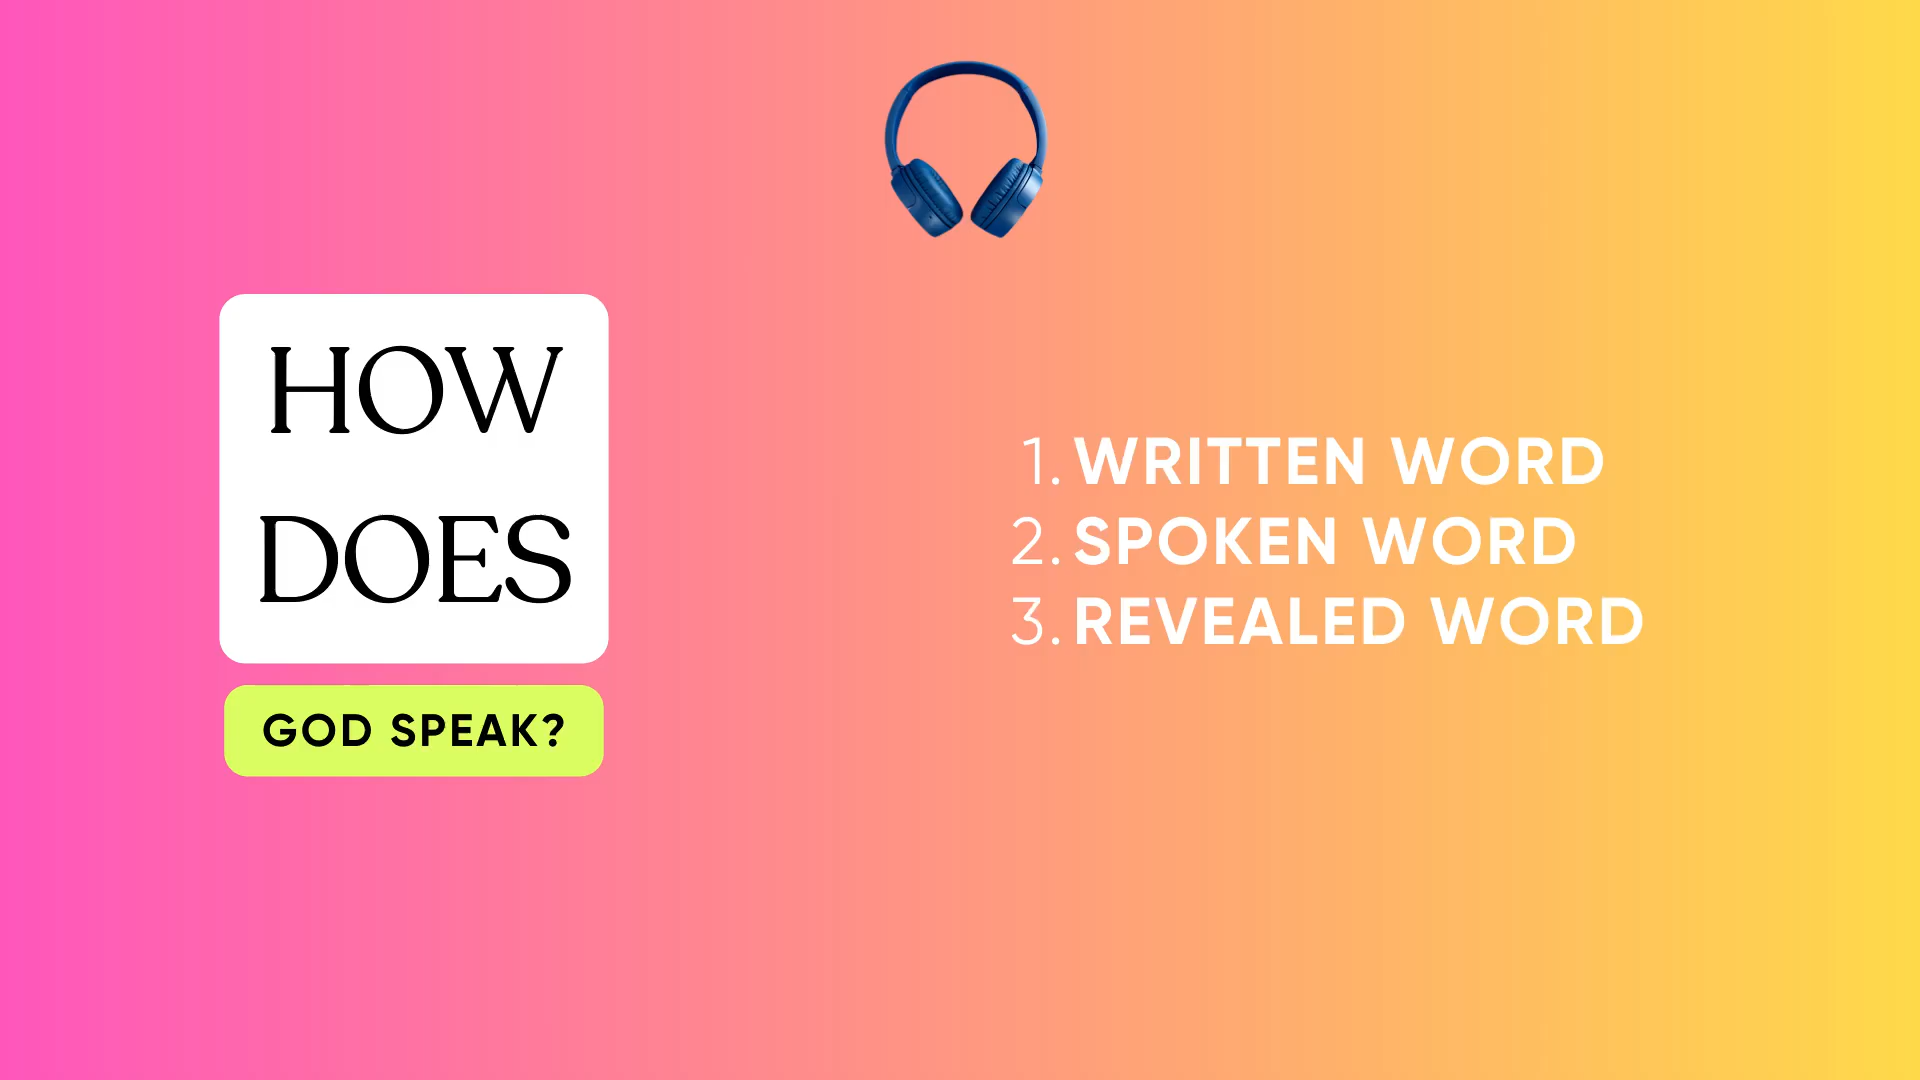 HOW
DOES
GOD SPEAK?
1. WRITTEN WORD
2. SPOKEN WORD
3. REVEALED WORD